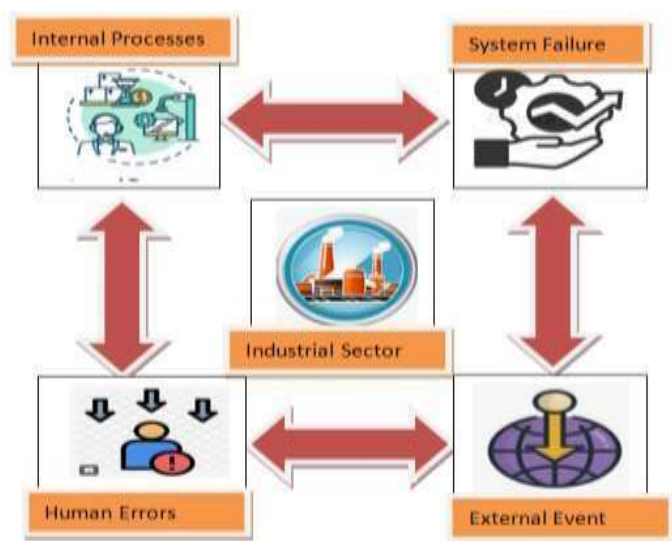 Internal Processes
System Failure
Industrial Sector
Human Errors
External Event